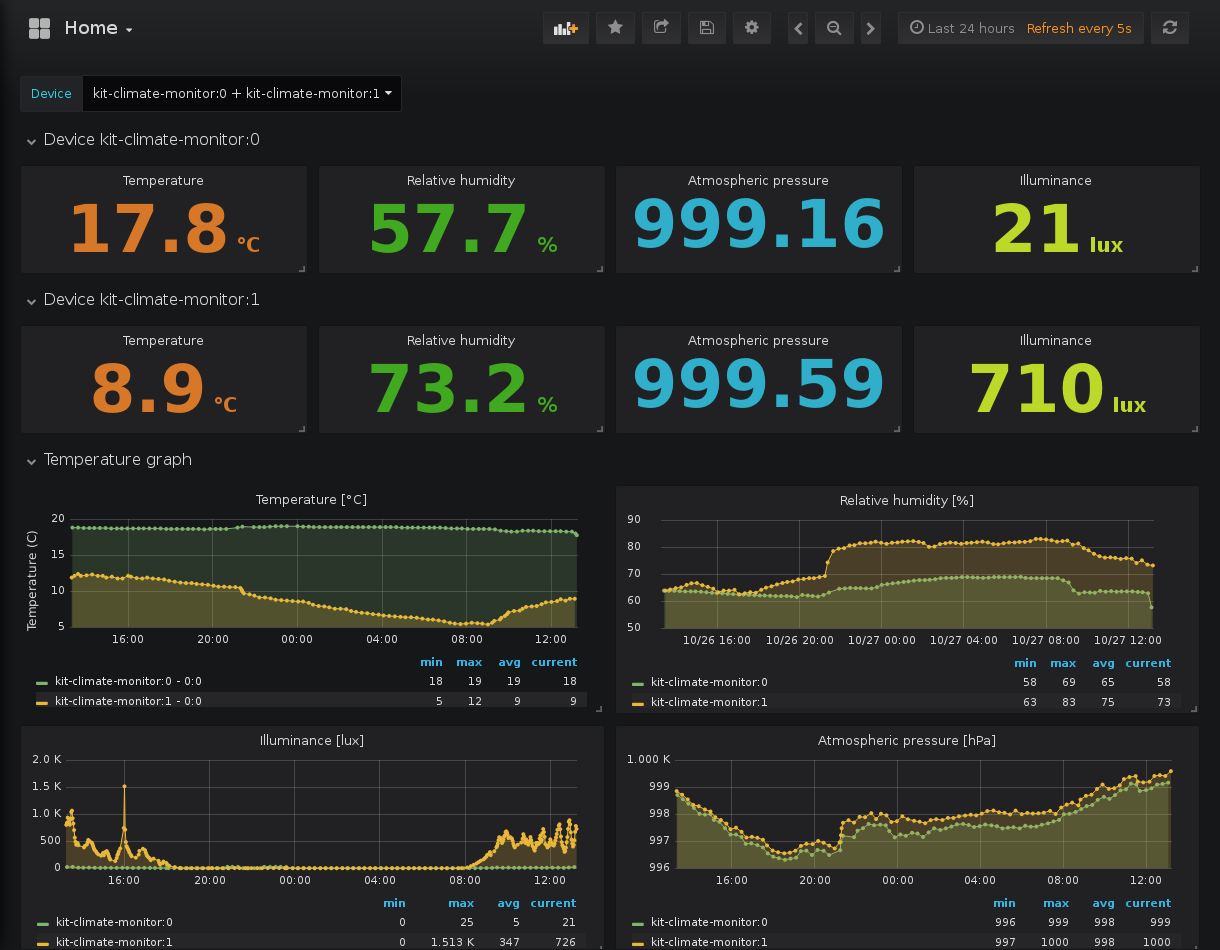 Home
Last 24 hours Refresh every 5s
Device kit-climate-monitor:0 + kit-climate-monitor:1
Device kit-climate-monitor:0
Temperature Relative humidity Atmospheric pressure Illuminance
17.8 °C 57.7 % 999.16 21 lux
Device kit-climate-monitor:1
Temperature Relative humidity Atmospheric pressure Illuminance
8.9 °C 73.2 % 999.59 710 lux
Temperature graph
Temperature [°C]
Temperature (C)
20
15
10
5
16:00 20:00 00:00 04:00 08:00 12:00
min max avg current
kit-climate-monitor:0 - 0:0 18 19 19 18
kit-climate-monitor:1 - 0:0 5 12 9 9
Relative humidity [%]
90
80
70
60
50
10/26 16:00 10/26 20:00 10/27 00:00 10/27 04:00 10/27 08:00 10/27 12:00
min max avg current
kit-climate-monitor:0 58 69 65 58
kit-climate-monitor:1 63 83 75 73
Illuminance [lux]
2.0 K
1.5 K
1.0 K
500
0
16:00 20:00 00:00 04:00 08:00 12:00
min max avg current
kit-climate-monitor:0 0 25 5 21
kit-climate-monitor:1 0 1.513 K 347 726
Atmospheric pressure [hPa]
1.000 K
999
998
997
996
16:00 20:00 00:00 04:00 08:00 12:00
min max avg current
kit-climate-monitor:0 996 999 998 999
kit-climate-monitor:1 997 1000 998 1000